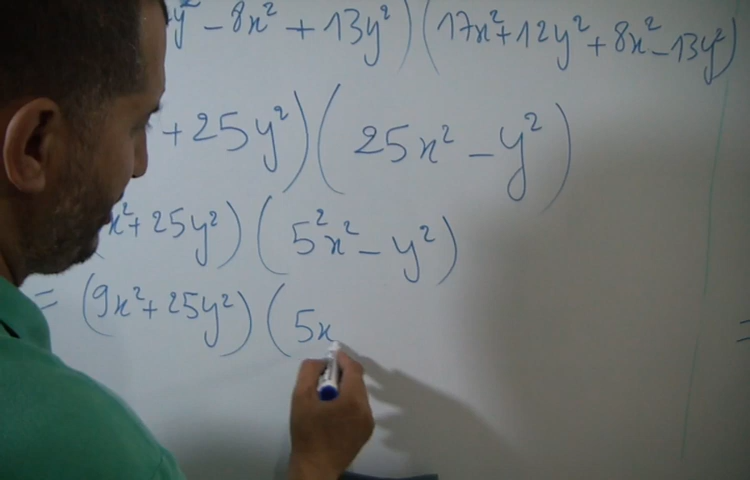 y² - 8x² + 13y²)(17x² + 12y² + 8x² - 13y²)
+ 25y²)(25x² - y²)
x² + 25y²)(5²x² - y²)
= (9x² + 25y²)(5x
=